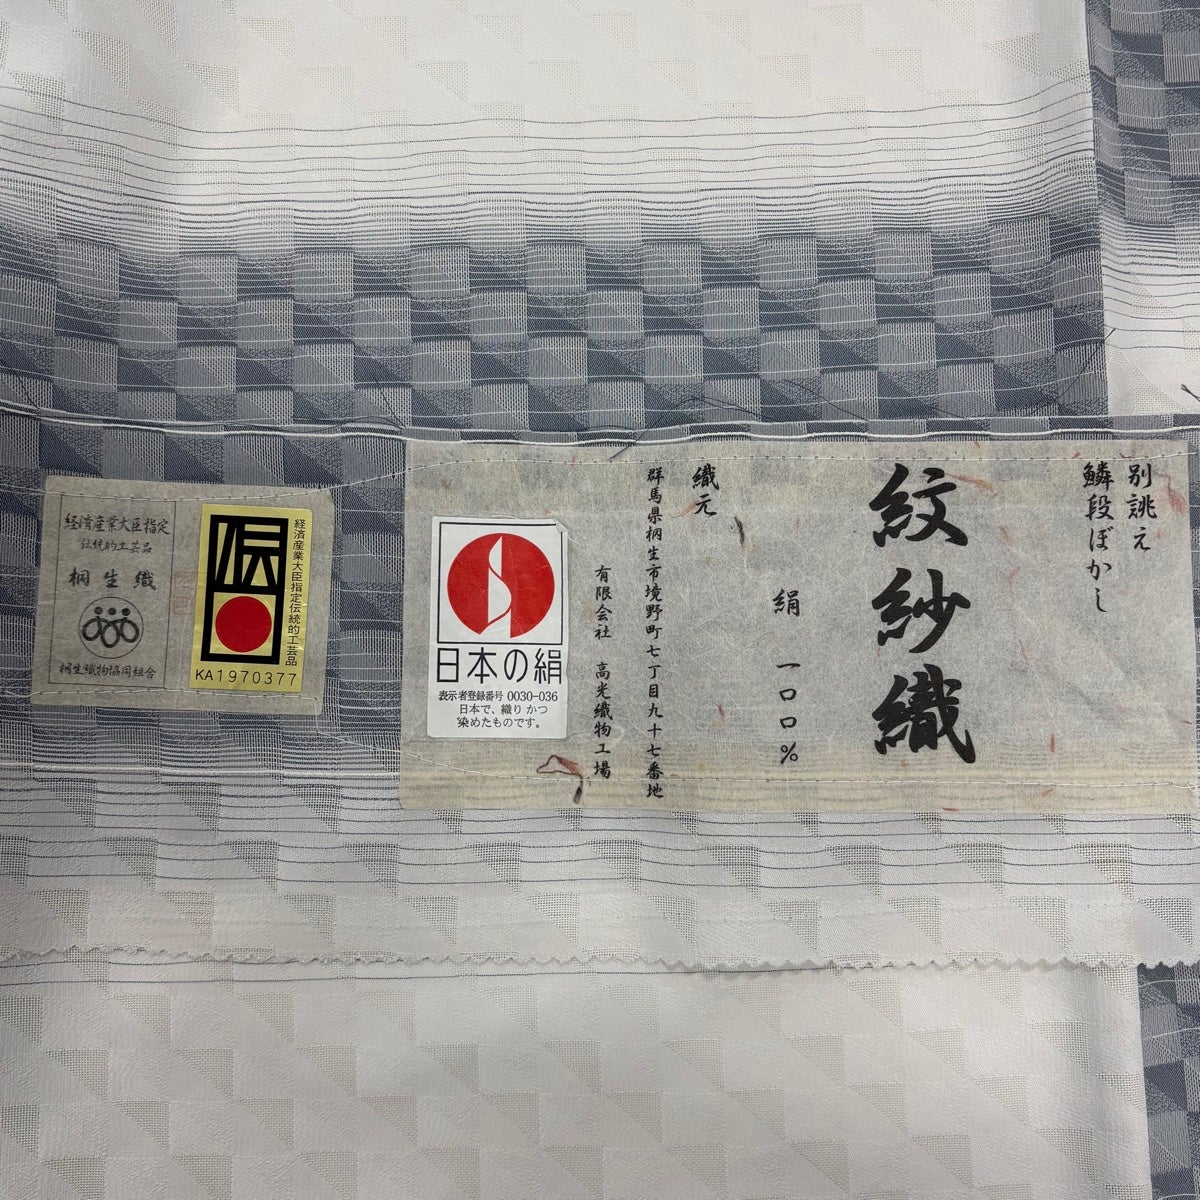 別誂え
鱗段ぼかし
紋紗織
絹 一〇〇%
織元
群馬県桐生市境野町七丁目九十七番地
有限会社 高光織物工場
日本の絹
表示者登録番号 0030-036
日本で、織りかつ
染めたものです。
経済産業大臣指定伝統的工芸品
伝
KA1970377
経済産業大臣指定
伝統的工芸品
桐生織
桐生織物協同組合